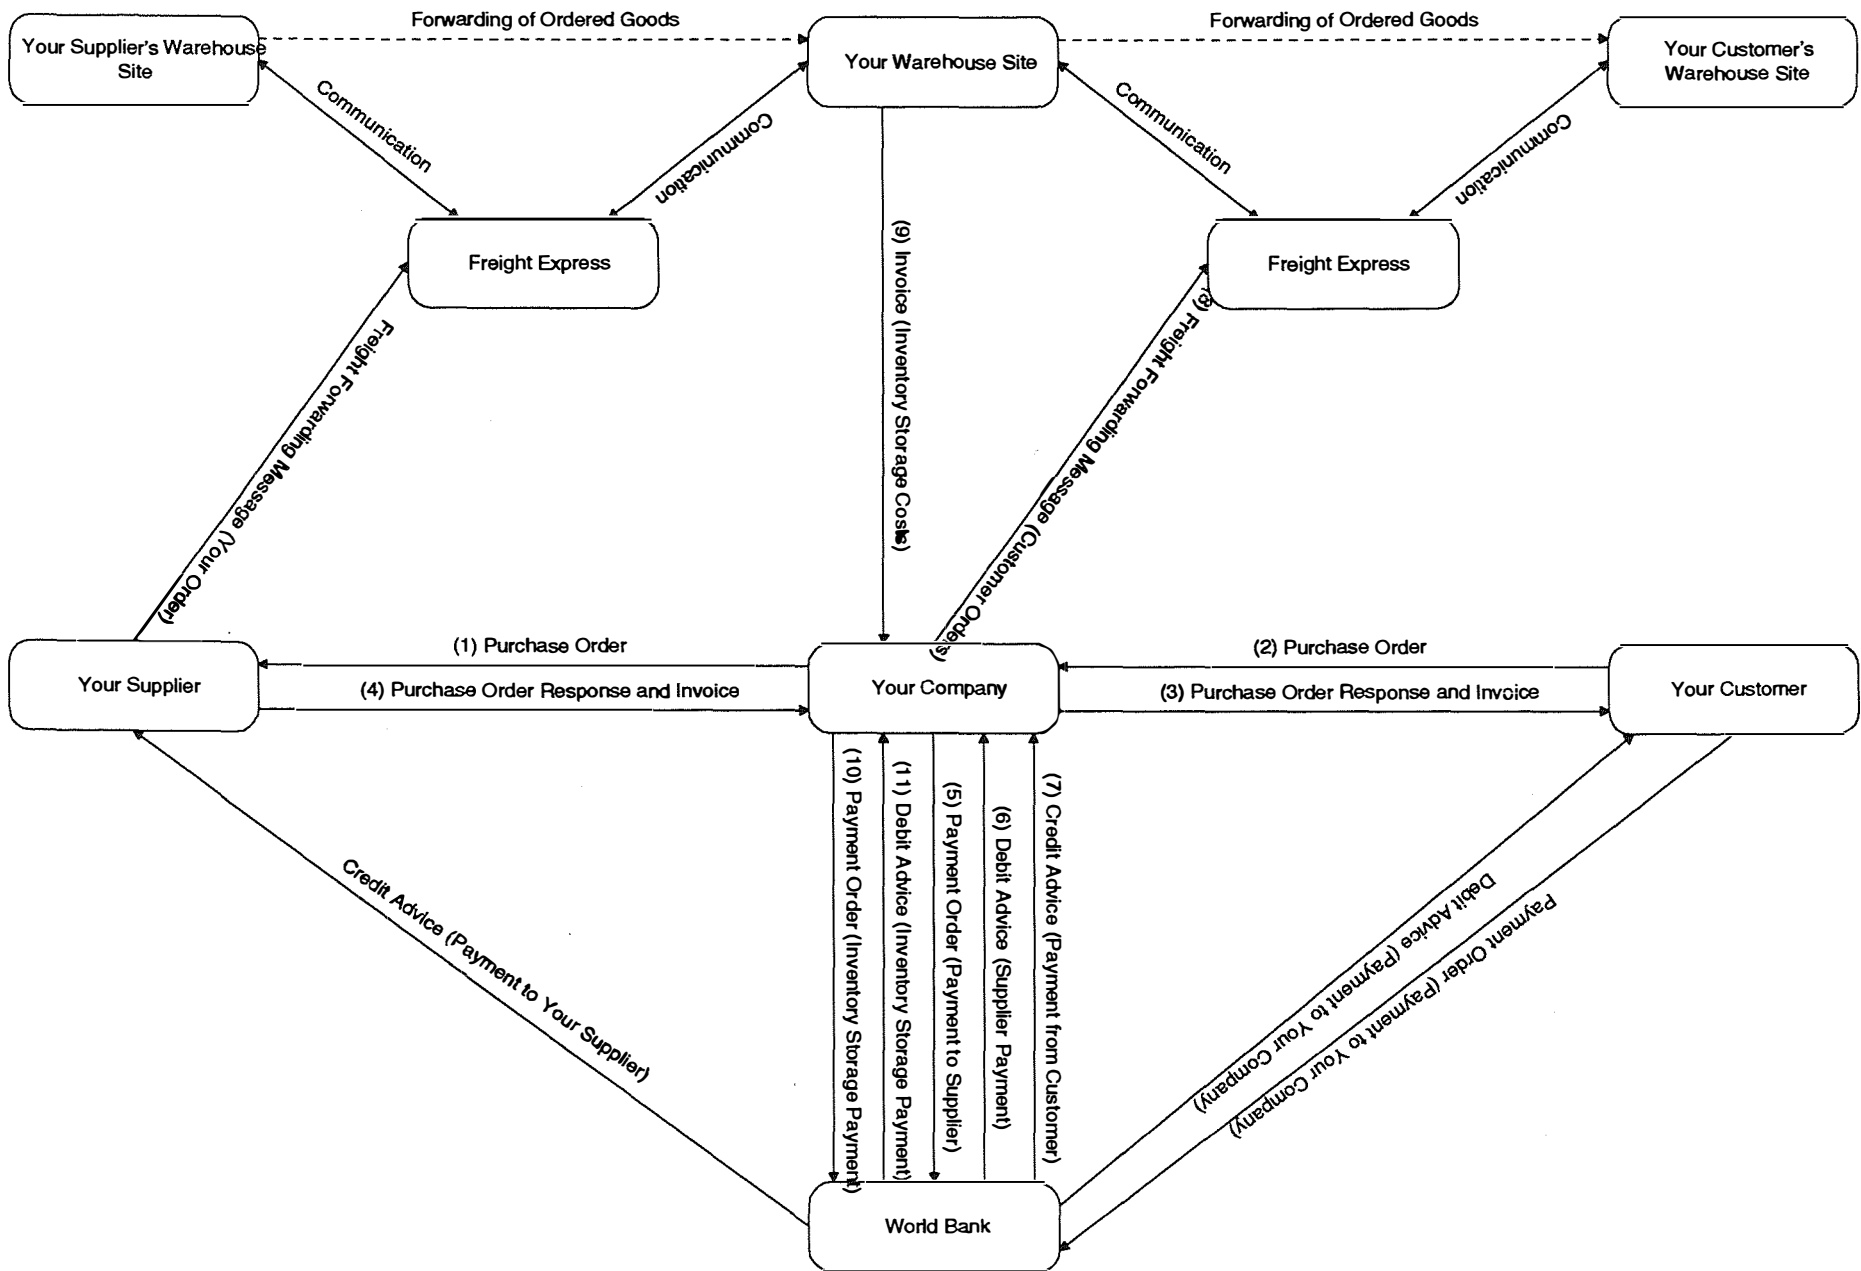 Forwarding of Ordered Goods
Forwarding of Ordered Goods
Your Supplier's Warehouse
Site
Your Warehouse Site
Your Customer's
Warehouse Site
Communication
Communication
Communication
Communication
Freight Express
Freight Express
Freight Forwarding Message (Your Order)
(9) Invoice (Inventory Storage Costs)
(8) Freight Forwarding Message (Customer Orders)
(1) Purchase Order
(2) Purchase Order
Your Supplier
Your Company
Your Customer
(4) Purchase Order Response and Invoice
(3) Purchase Order Response and Invoice
(10) Payment Order (Inventory Storage Payment)
(11) Debit Advice (Inventory Storage Payment)
(5) Payment Order (Payment to Supplier)
(6) Debit Advice (Supplier Payment)
(7) Credit Advice (Payment from Customer)
Credit Advice (Payment to Your Supplier)
Debit Advice (Payment to Your Company)
Payment Order (Payment to Your Company)
World Bank